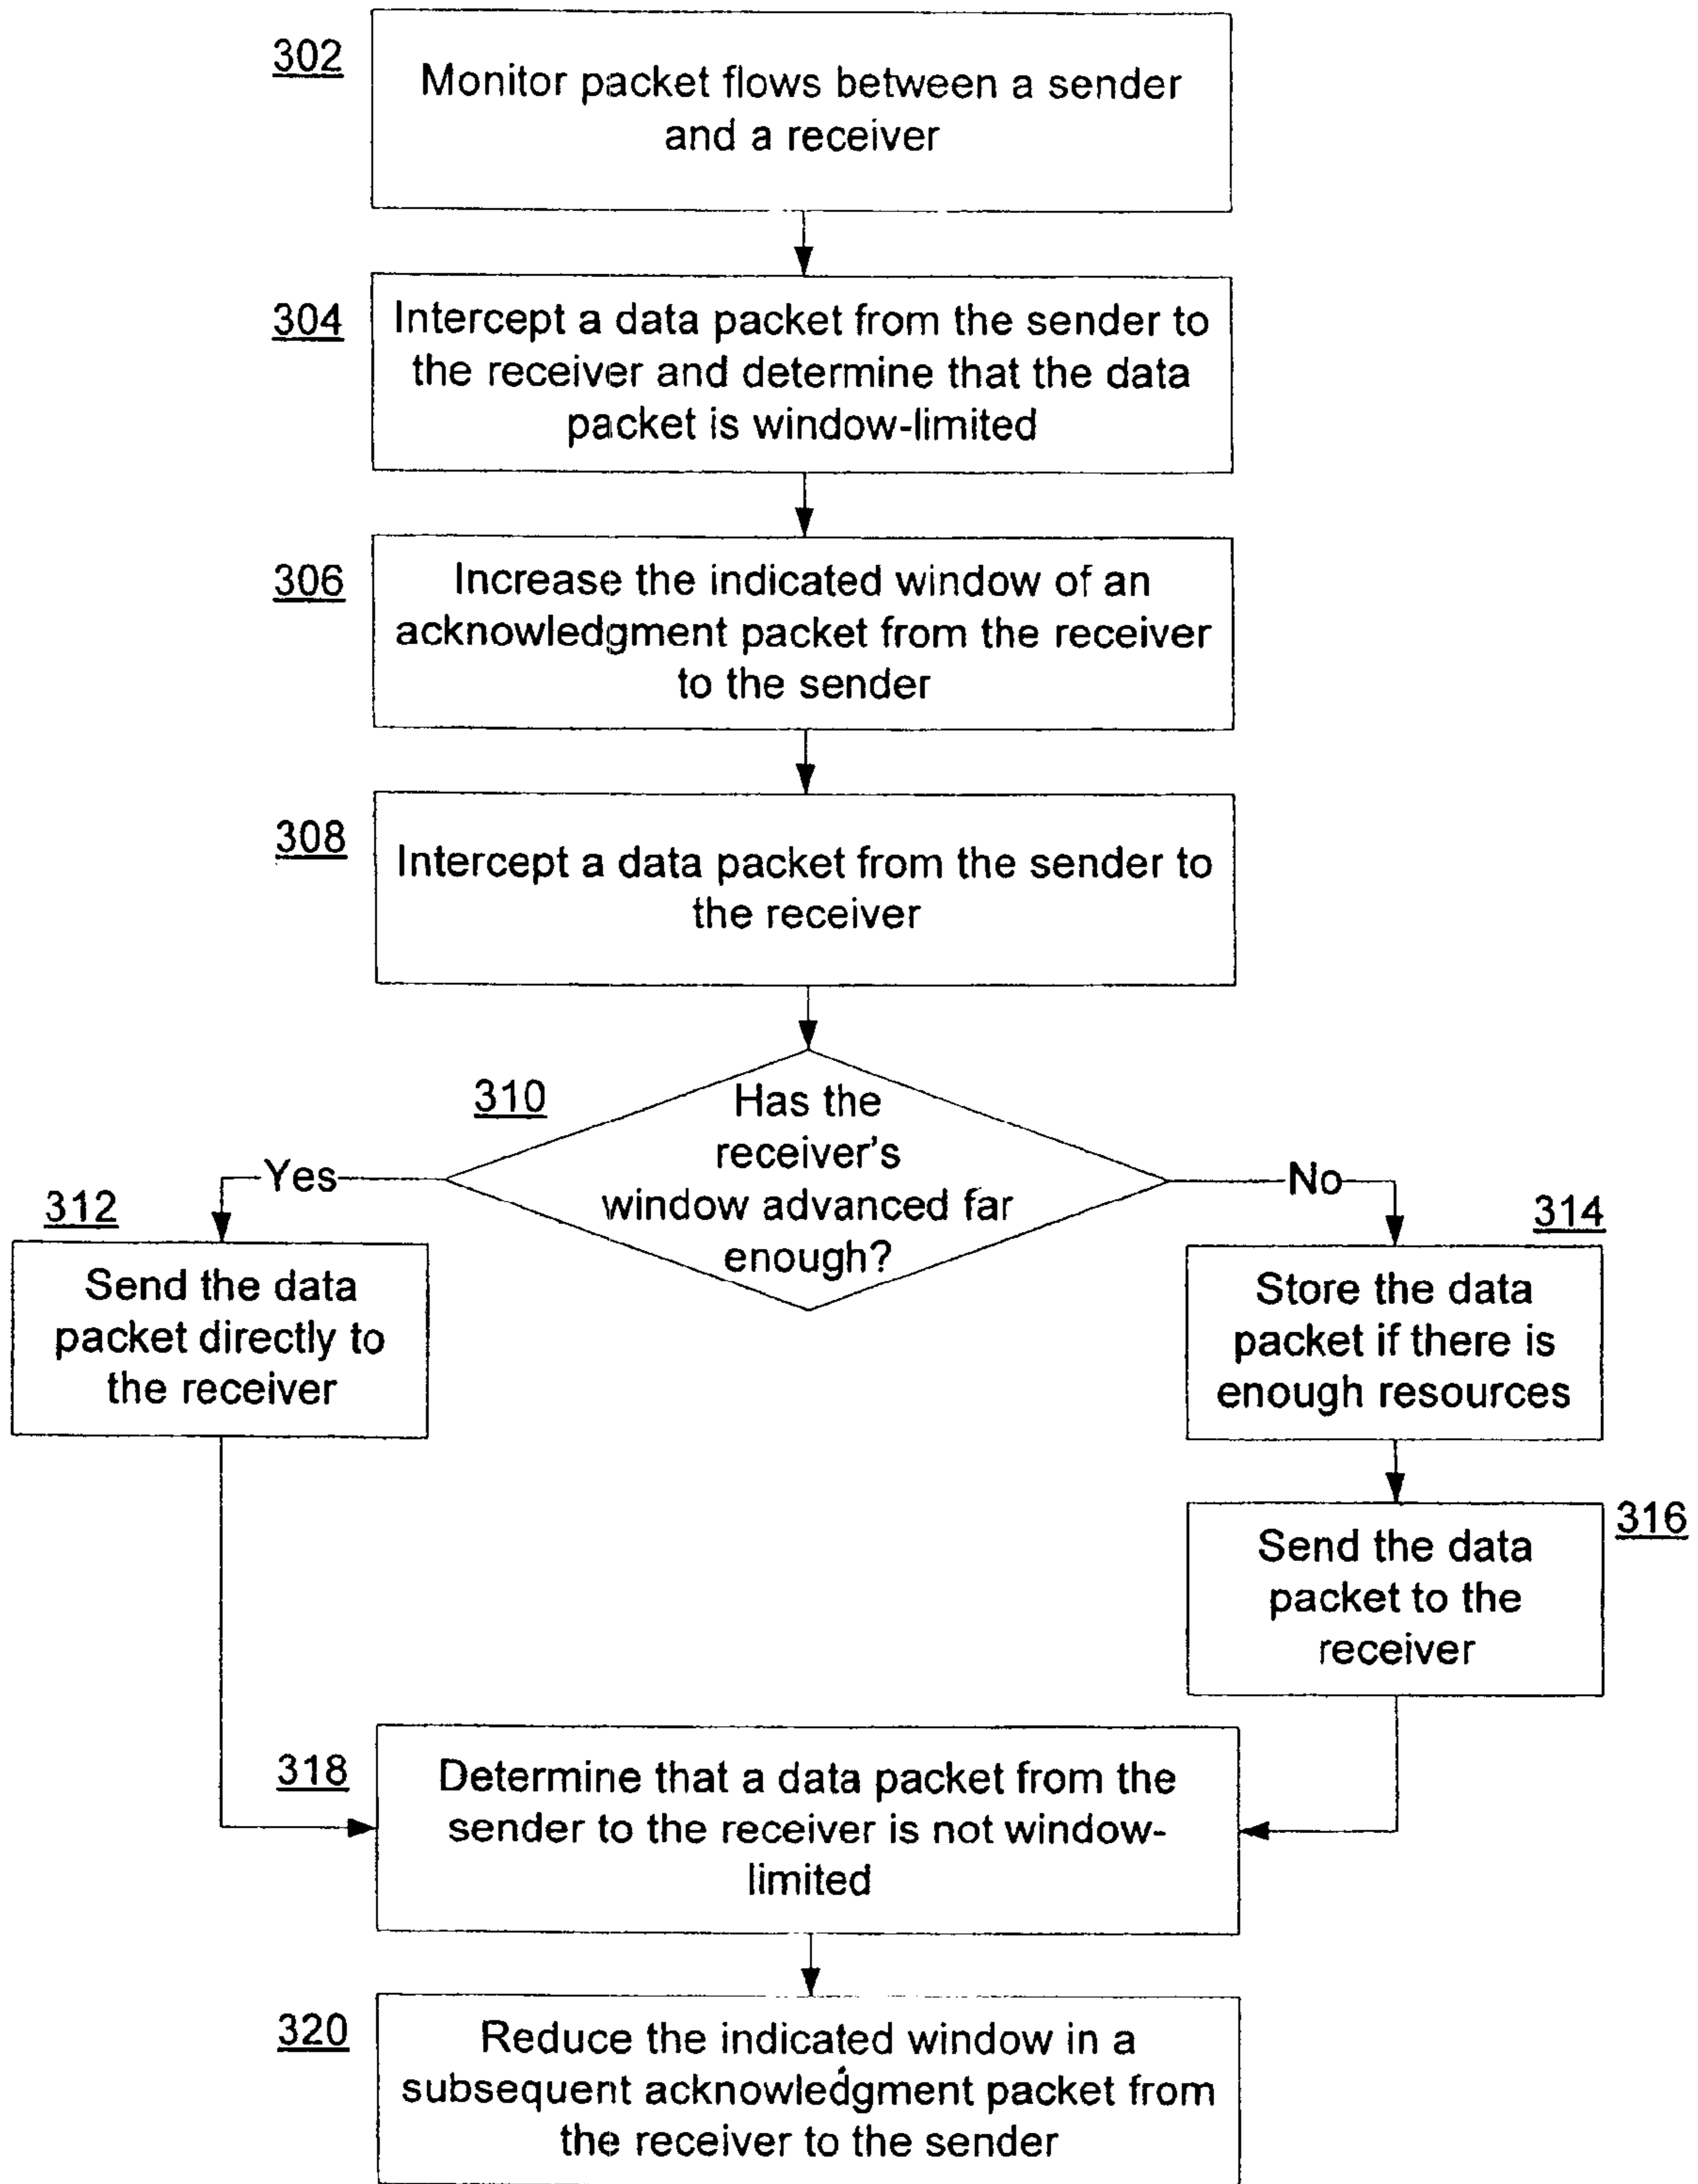 302
Monitor packet flows between a sender
and a receiver
304
Intercept a data packet from the sender to
the receiver and determine that the data
packet is window-limited
306
Increase the indicated window of an
acknowledgment packet from the receiver
to the sender
308
Intercept a data packet from the sender to
the receiver
310
Has the
receiver's
window advanced far
enough?
Yes
No
312
Send the data
packet directly to
the receiver
314
Store the data
packet if there is
enough resources
316
Send the data
packet to the
receiver
318
Determine that a data packet from the
sender to the receiver is not window-
limited
320
Reduce the indicated window in a
subsequent acknowledgment packet from
the receiver to the sender